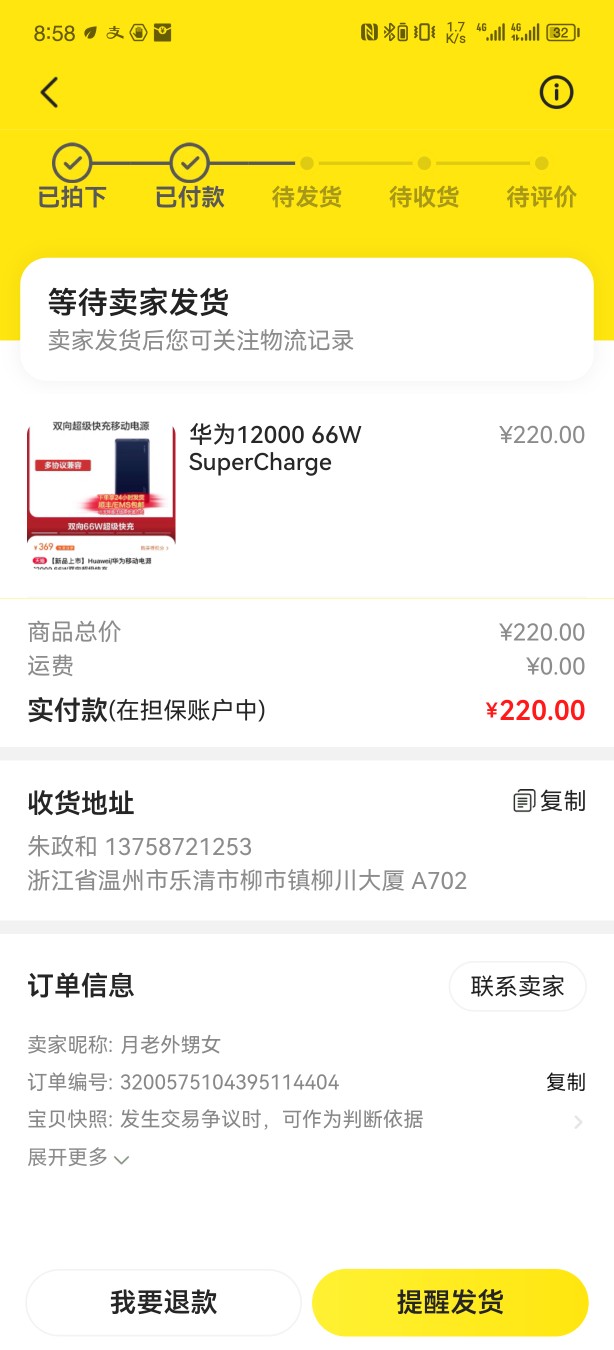 8:58
1.7
K/s
4G
4G
32
已拍下
已付款
待发货
待收货
待评价
等待卖家发货
卖家发货后您可关注物流记录
双向超级快充移动电源
多协议兼容
双向66W超级快充
¥369
【新品上市】Huawei/华为移动电源
华为12000 66W
SuperCharge
¥220.00
商品总价
¥220.00
运费
¥0.00
实付款(在担保账户中)
¥220.00
收货地址
复制
朱政和 13758721253
浙江省温州市乐清市柳市镇柳川大厦 A702
订单信息
联系卖家
卖家昵称: 月老外甥女
订单编号: 3200575104395114404
复制
宝贝快照: 发生交易争议时，可作为判断依据
展开更多
我要退款
提醒发货